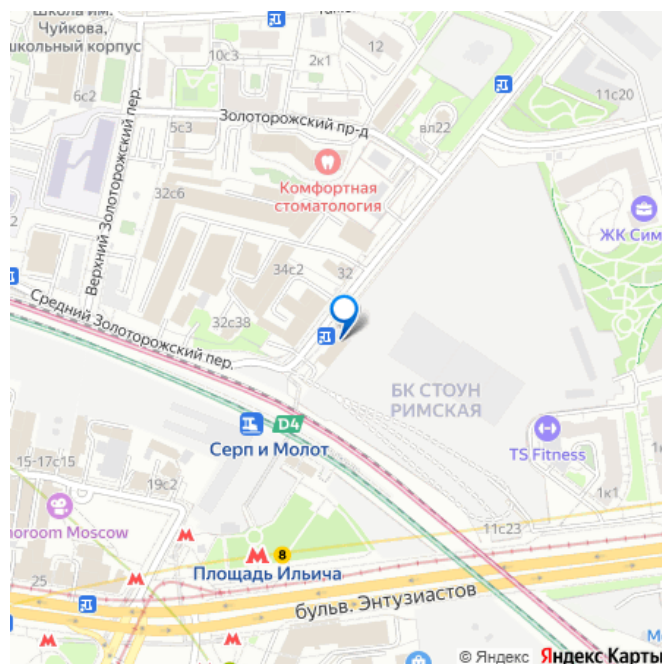 Школа им.
Чуйкова,
школьный корпус
10с3
2к1
12
11с20
6с2
Золоторожский пр-д
5с3
вл22
Верхний Золоторожский пер.
32с6
Комфортная
стоматология
ЖК Сим
34с2
32
Средний Золоторожский пер.
32с38
БК СТОУН
РИМСКАЯ
D4
Серп и Молот
TS Fitness
15-17с15
19с2
1к1
noroom Moscow
11с23
8
Площадь Ильича
25
бульв. Энтузиастов
© Яндекс Яндекс Карты